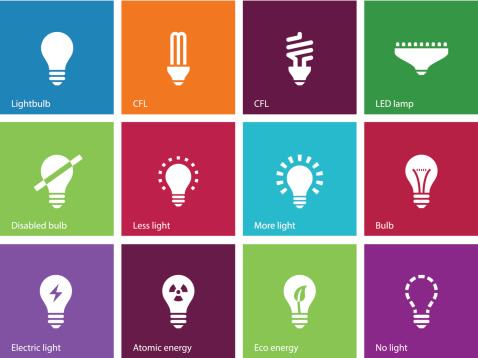 Lightbulb
CFL
CFL
LED lamp
Disabled bulb
Less light
More light
Bulb
Electric light
Atomic energy
Eco energy
No light